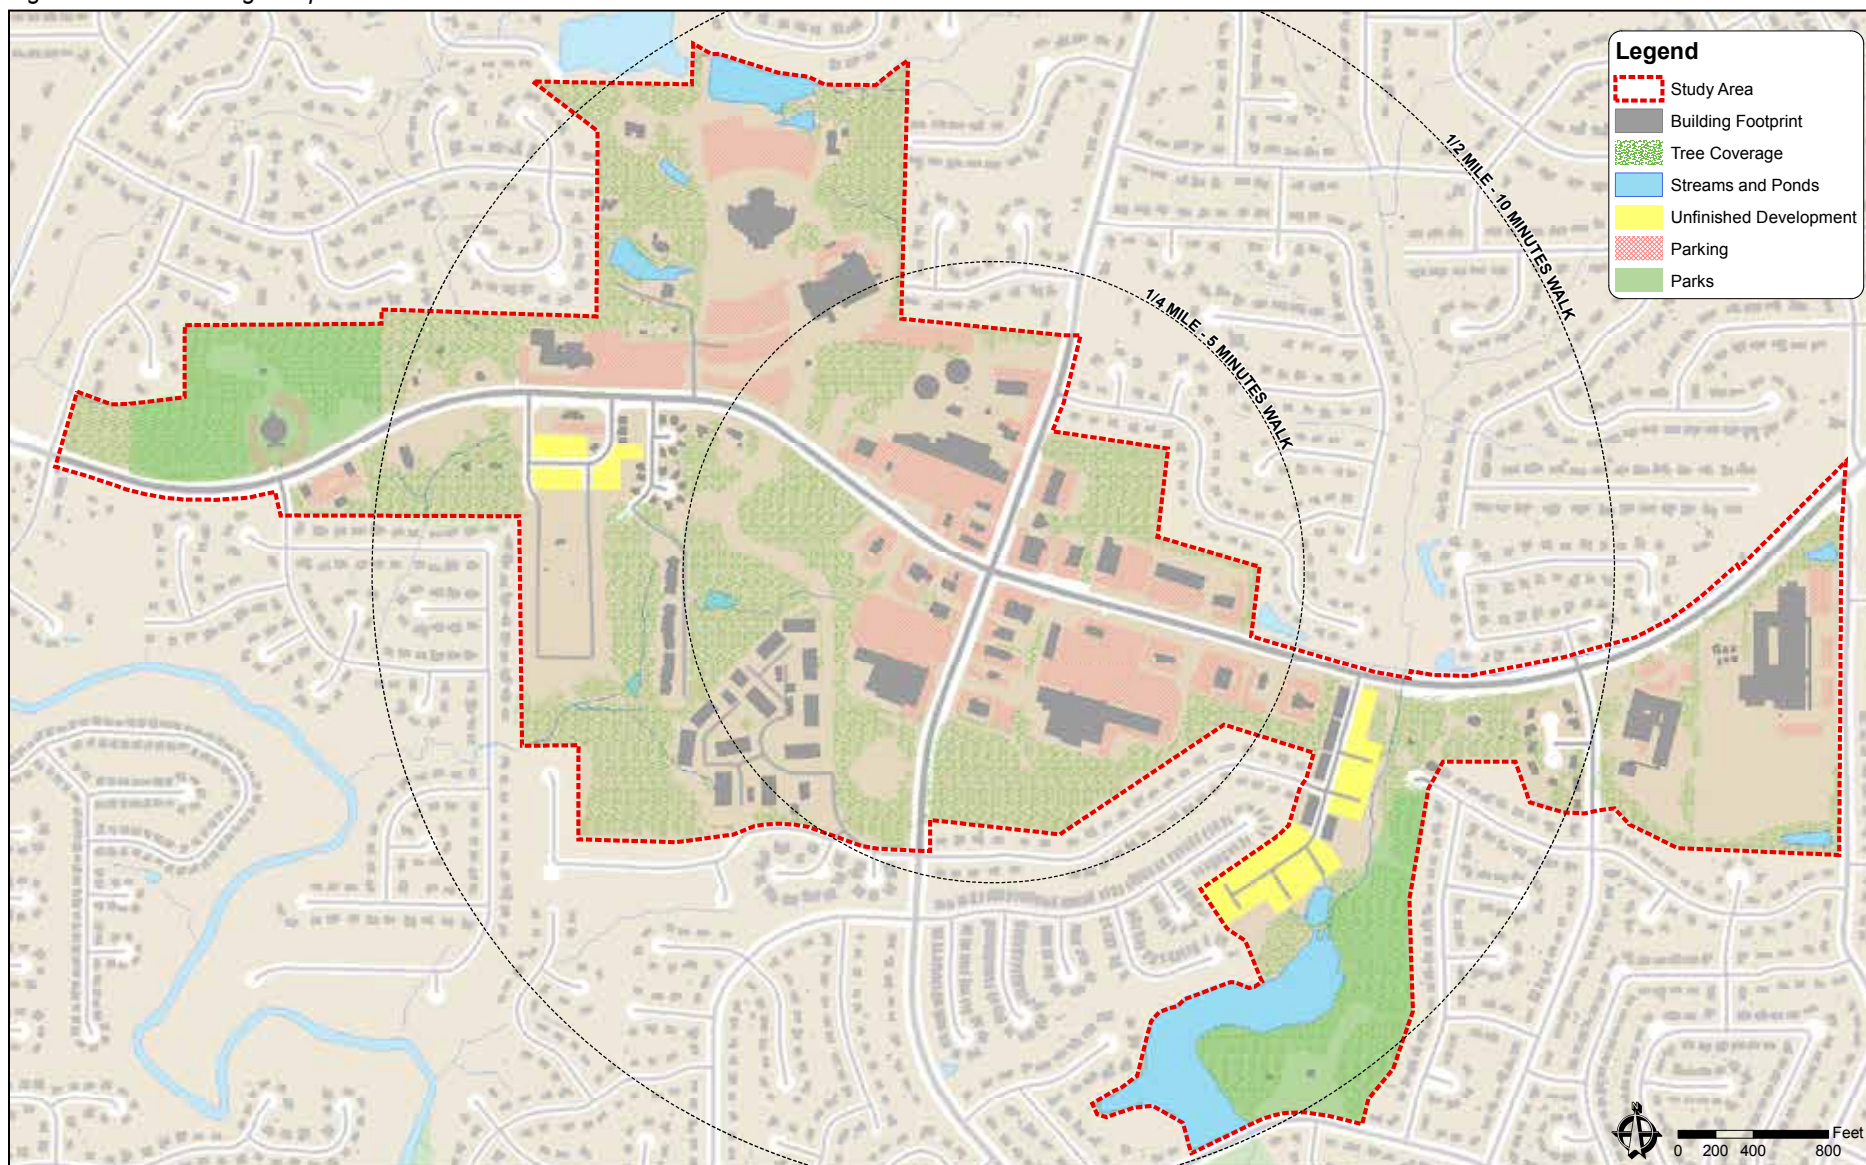 Legend
Study Area
Building Footprint
Tree Coverage
Streams and Ponds
Unfinished Development
Parking
Parks
1/2 MILE - 10 MINUTES WALK
1/4 MILE - 5 MINUTES WALK
Feet
0 200 400 800